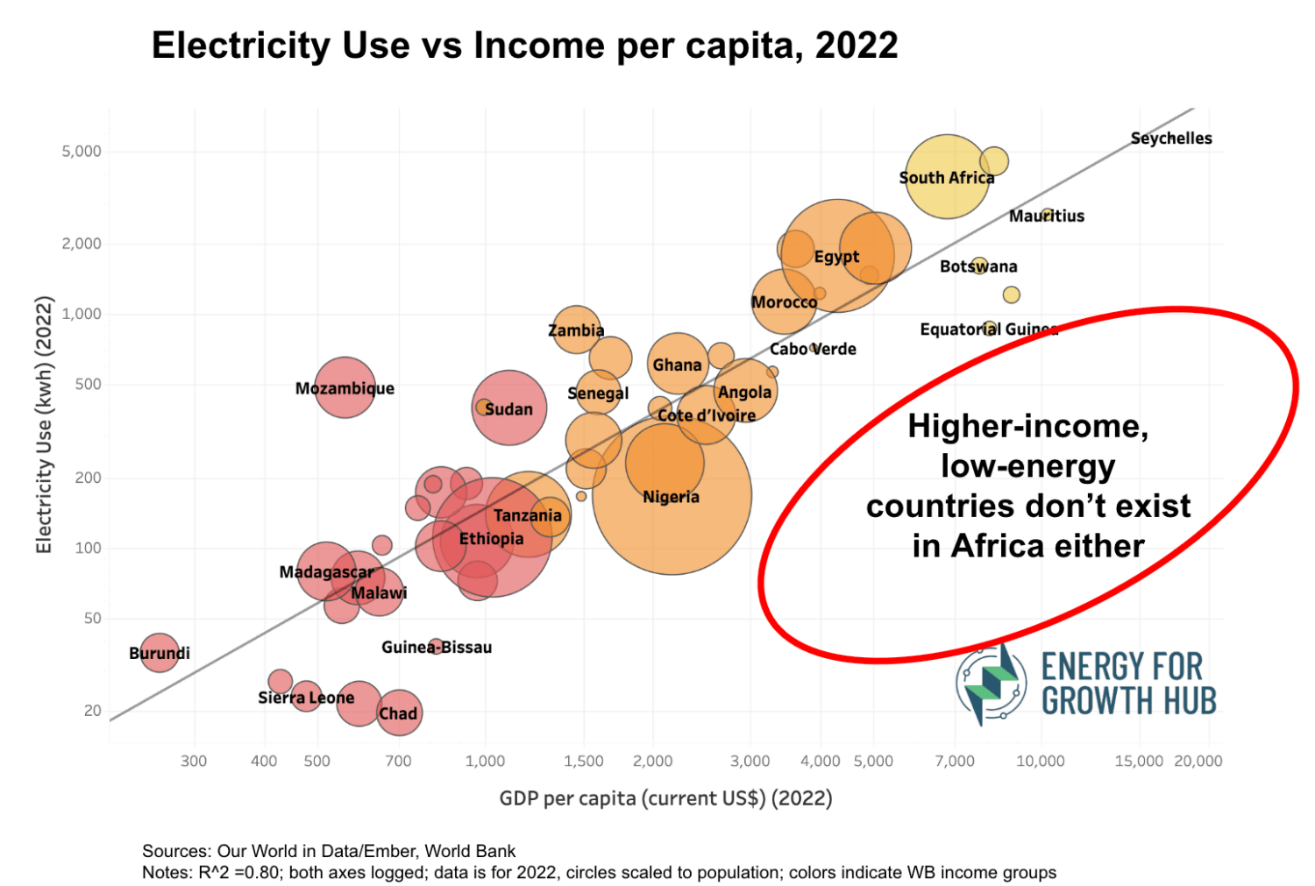 Electricity Use vs Income per capita, 2022
Electricity Use (kwh) (2022)
5,000
2,000
1,000
500
200
100
50
20
Seychelles
South Africa
Mauritius
Egypt
Botswana
Morocco
Zambia
Equatorial Guinea
Cabo Verde
Ghana
Mozambique
Senegal
Angola
Sudan
Cote d’Ivoire
Nigeria
Tanzania
Ethiopia
Madagascar
Malawi
Guinea-Bissau
Burundi
Sierra Leone
Chad
Higher-income,
low-energy
countries don’t exist
in Africa either
ENERGY FOR
GROWTH HUB
300 400 500 700 1,000 1,500 2,000 3,000 4,000 5,000 7,000 10,000 15,000 20,000
GDP per capita (current US$) (2022)
Sources: Our World in Data/Ember, World Bank
Notes: R^2 =0.80; both axes logged; data is for 2022, circles scaled to population; colors indicate WB income groups